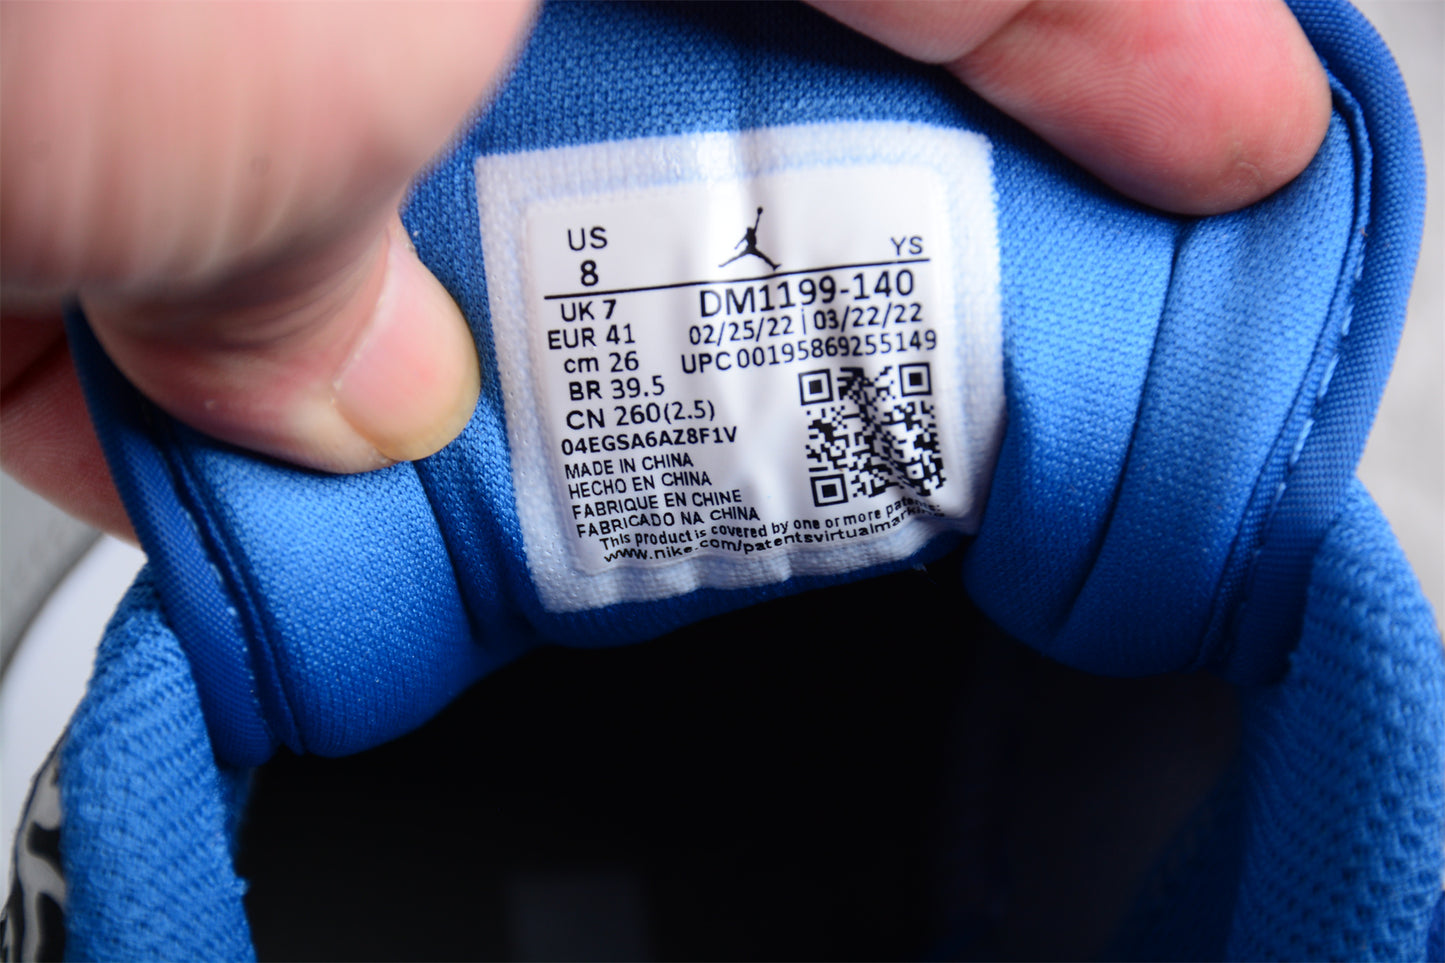 US
8
YS
UK 7
DM1199-140
EUR 41
02/25/22 | 03/22/22
cm 26
UPC 00195869255149
BR 39.5
CN 260(2.5)
04EGSA6AZ8F1V
MADE IN CHINA
HECHO EN CHINA
FABRIQUE EN CHINE
FABRICADO NA CHINA
This product is covered by one or more patents.
www.nike.com/patentsvirtualmarking